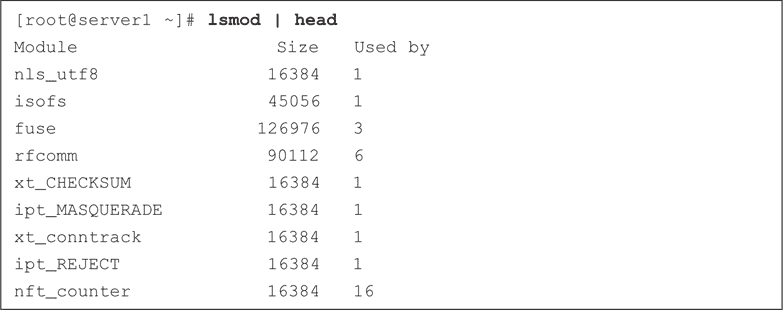 [root@server1 ~]# lsmod | head
Module                  Size  Used by
nls_utf8               16384  1
isofs                  45056  1
fuse                  126976  3
rfcomm                 90112  6
xt_CHECKSUM            16384  1
ipt_MASQUERADE         16384  1
xt_conntrack           16384  1
ipt_REJECT             16384  1
nft_counter            16384  16